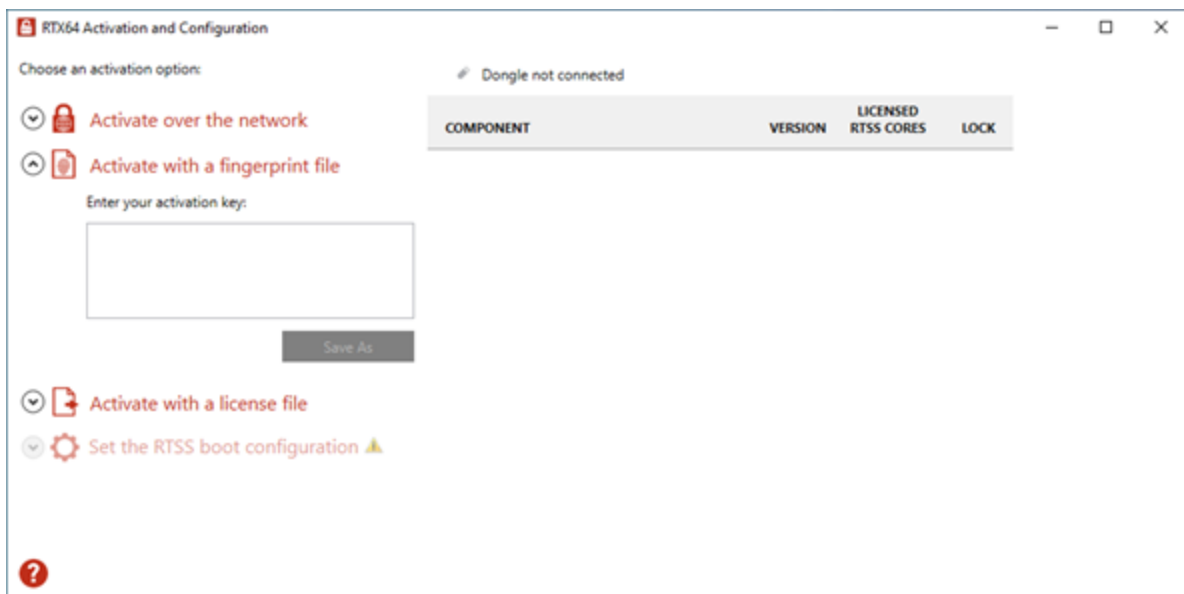 RTX64 Activation and Configuration
Choose an activation option:
Activate over the network
Activate with a fingerprint file
Enter your activation key:
Save As
Activate with a license file
Set the RTSS boot configuration
?
Dongle not connected
COMPONENT VERSION LICENSED RTSS CORES LOCK